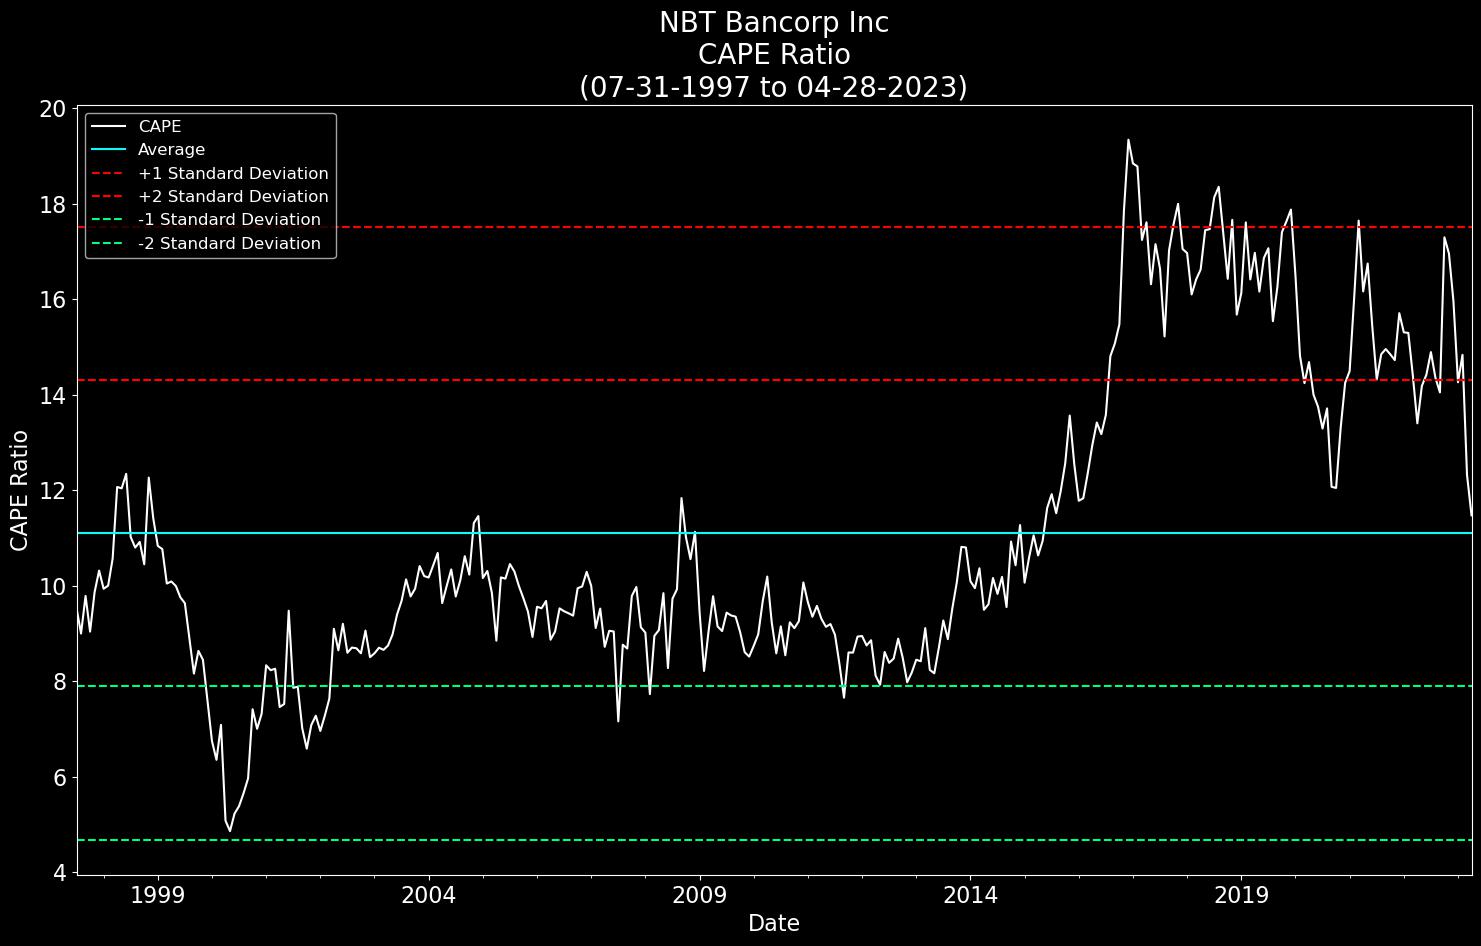 NBT Bancorp Inc
CAPE Ratio
(07-31-1997 to 04-28-2023)
CAPE
Average
+1 Standard Deviation
+2 Standard Deviation
-1 Standard Deviation
-2 Standard Deviation
20
18
16
14
12
10
8
6
4
CAPE Ratio
1999
2004
2009
2014
2019
Date